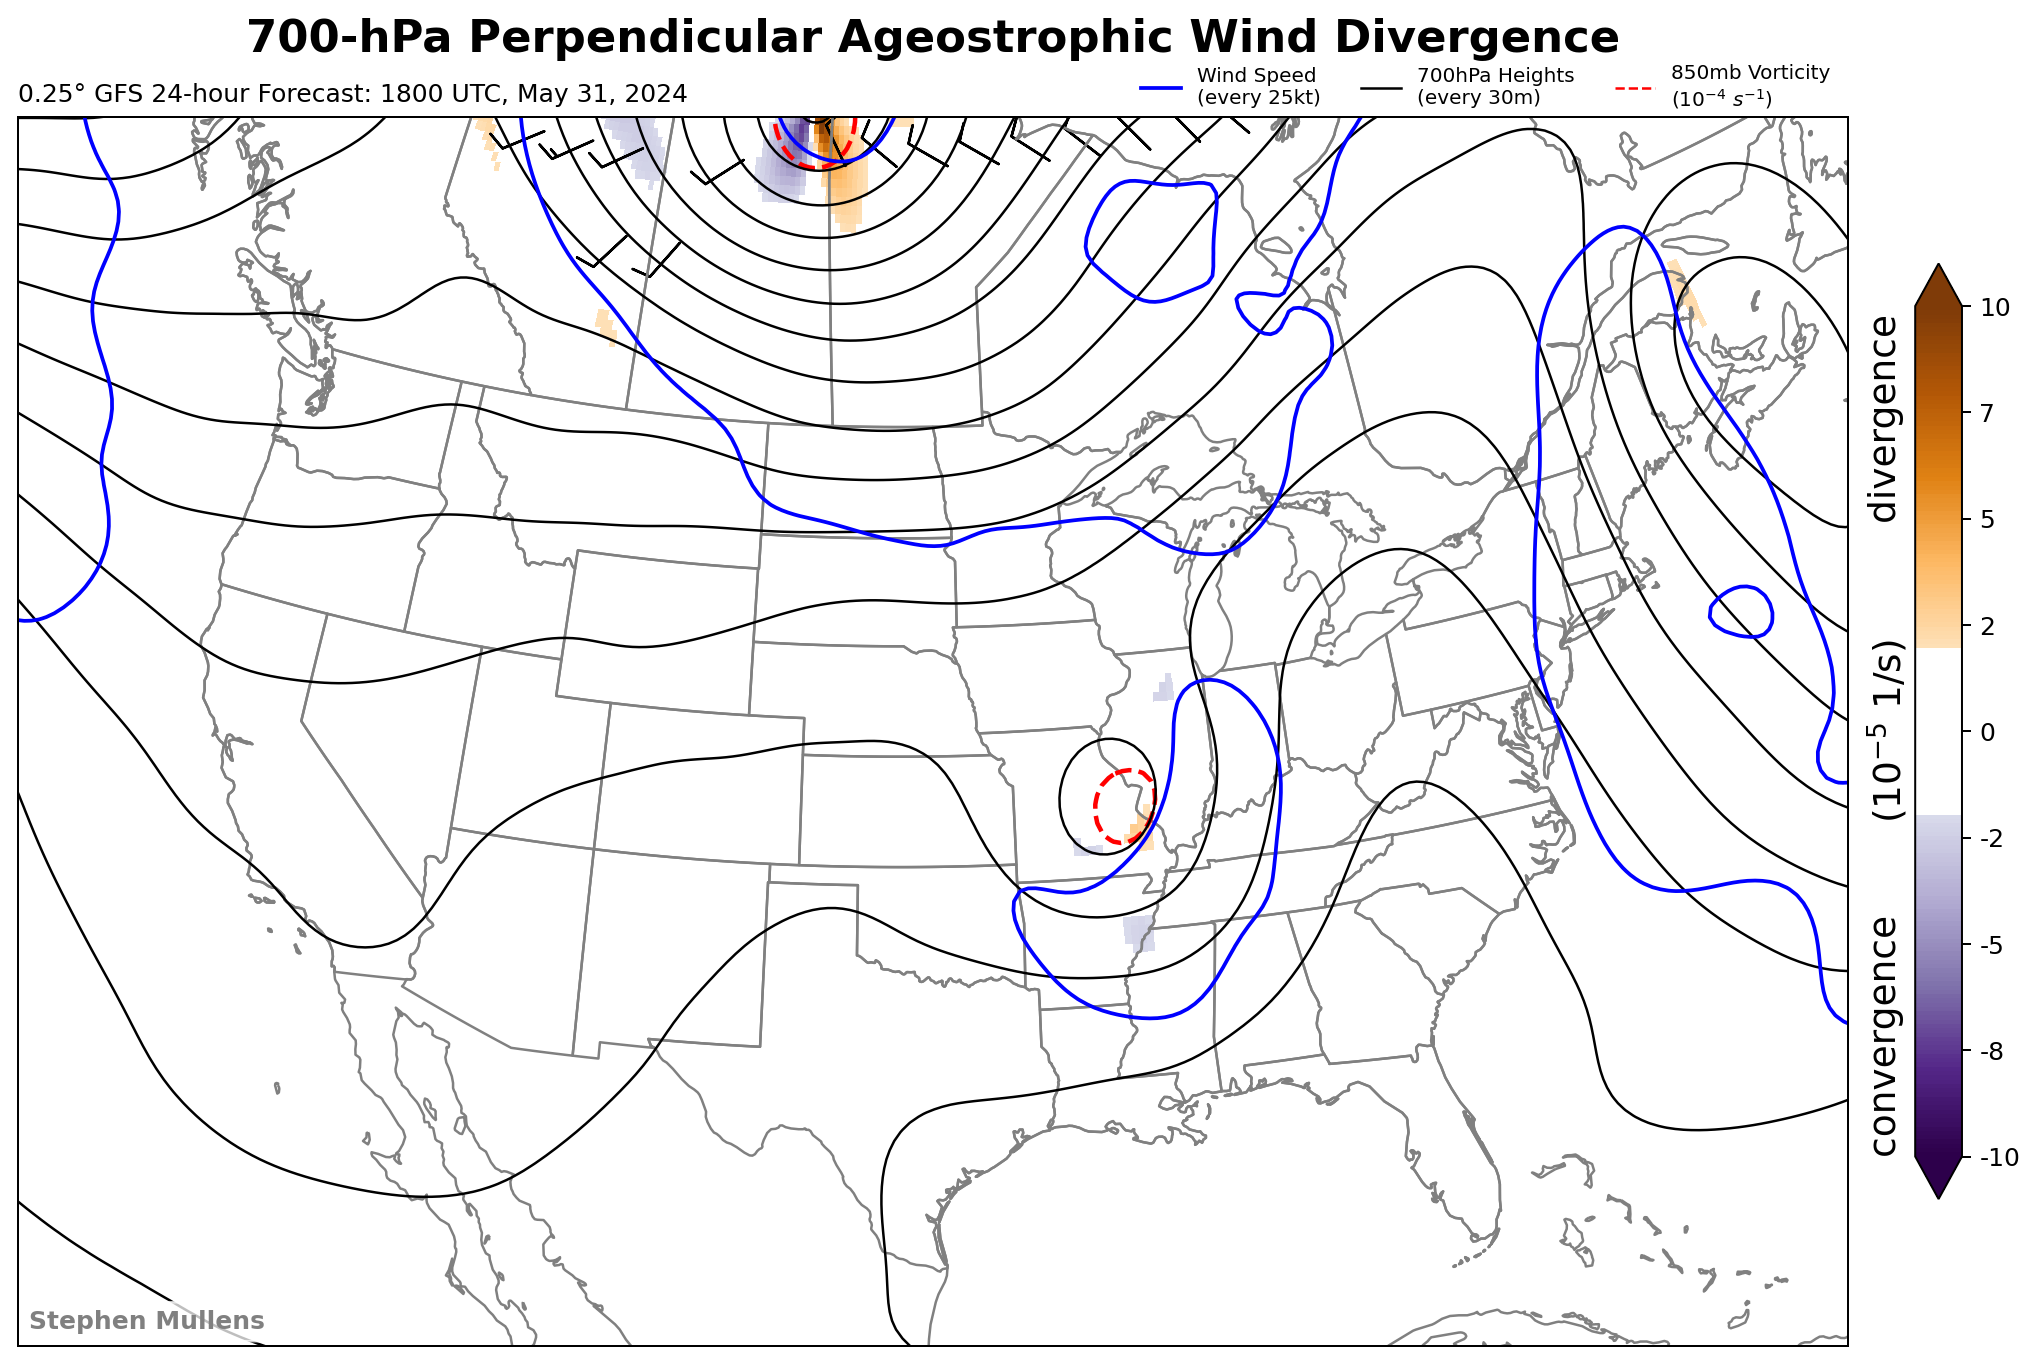 700-hPa Perpendicular Ageostrophic Wind Divergence
0.25° GFS 24-hour Forecast: 1800 UTC, May 31, 2024
Wind Speed
(every 25kt)
700hPa Heights
(every 30m)
850mb Vorticity
(10⁻⁴ s⁻¹)
10
7
5
2
0
-2
-5
-8
-10
convergence (10⁻⁵ 1/s) divergence
Stephen Mullens